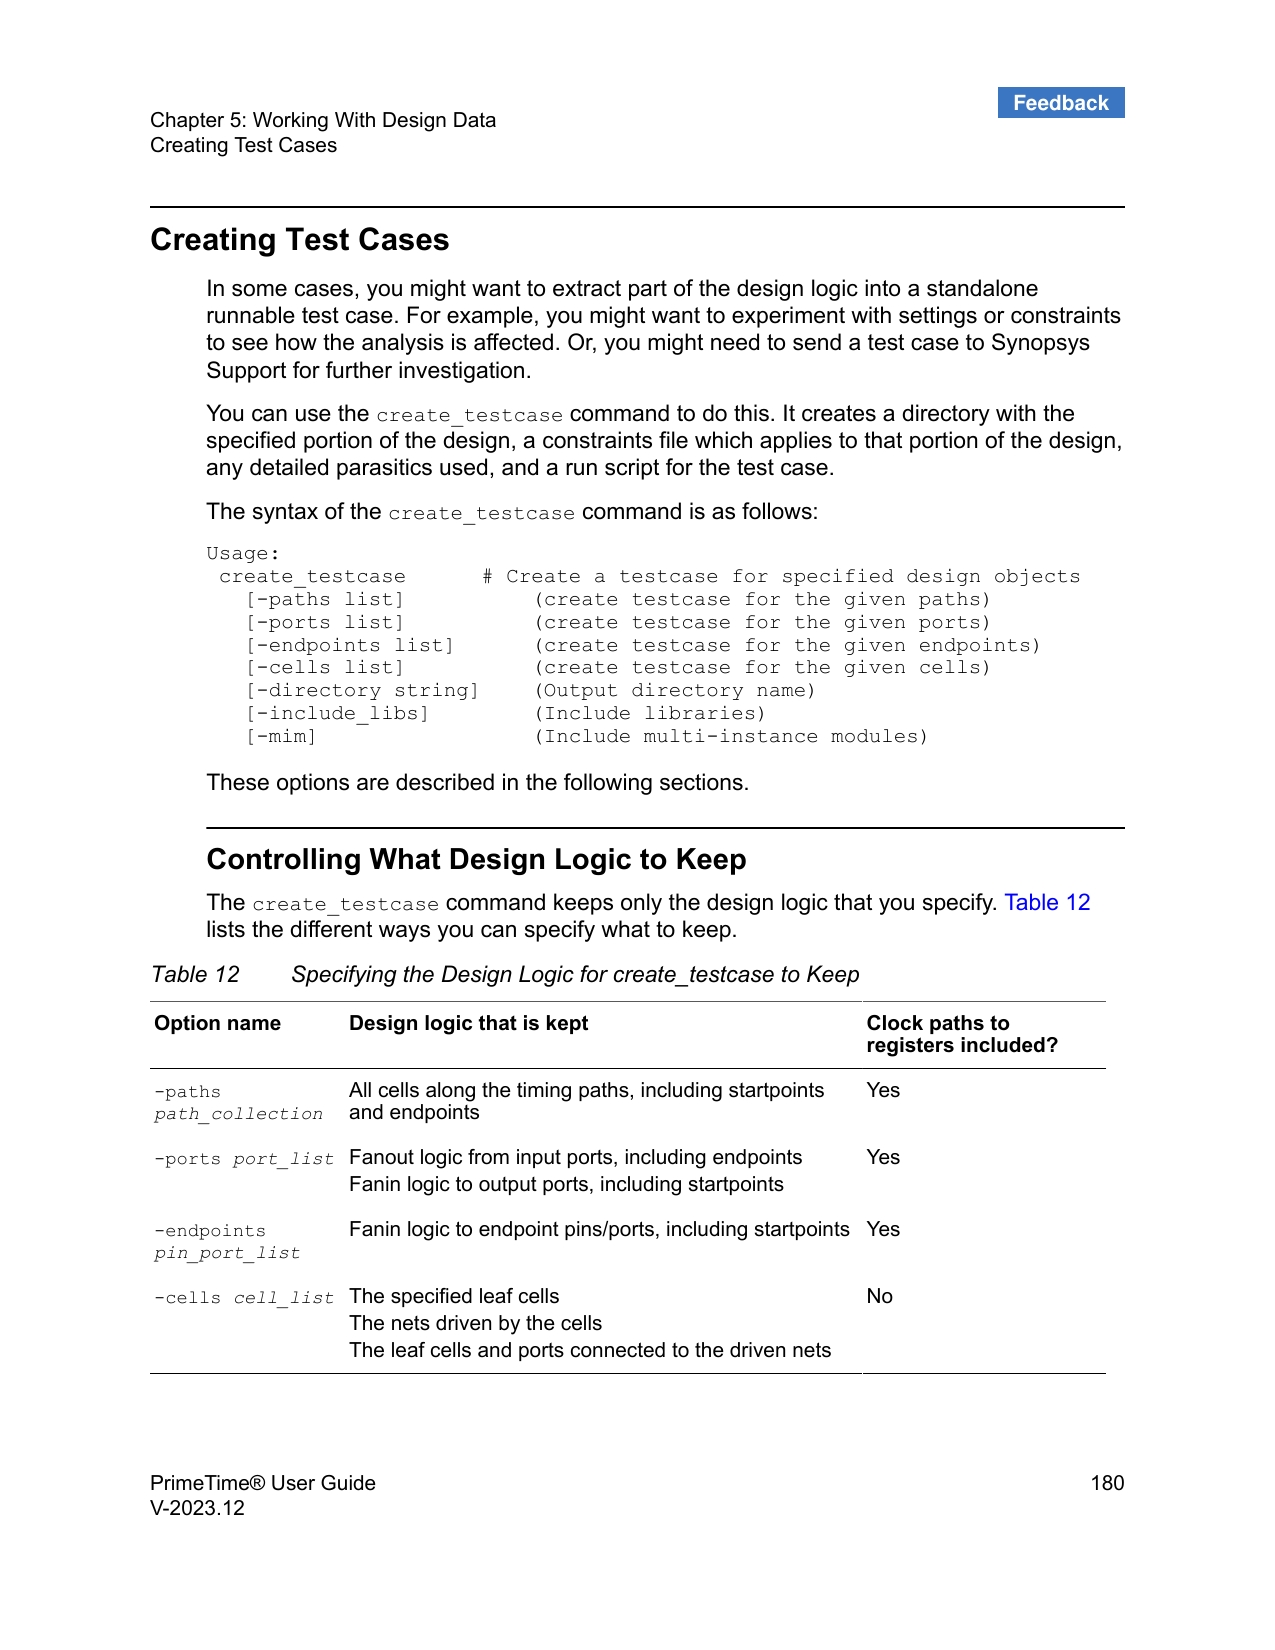 Feedback
Chapter 5: Working With Design Data
Creating Test Cases
Creating Test Cases
In some cases, you might want to extract part of the design logic into a standalone
runnable test case. For example, you might want to experiment with settings or constraints
to see how the analysis is affected. Or, you might need to send a test case to Synopsys
Support for further investigation.
You can use the create_testcase command to do this. It creates a directory with the
specified portion of the design, a constraints file which applies to that portion of the design,
any detailed parasitics used, and a run script for the test case.
The syntax of the create_testcase command is as follows:
Usage:
create_testcase # Create a testcase for specified design objects
[-paths list] (create testcase for the given paths)
[-ports list] (create testcase for the given ports)
[-endpoints list] (create testcase for the given endpoints)
[-cells list] (create testcase for the given cells)
[-directory string] (Output directory name)
[-include_libs] (Include libraries)
[-mim] (Include multi-instance modules)
These options are described in the following sections.
Controlling What Design Logic to Keep
The create_testcase command keeps only the design logic that you specify. Table 12
lists the different ways you can specify what to keep.
Table 12 Specifying the Design Logic for create_testcase to Keep
Option name Design logic that is kept Clock paths to
registers included?
-paths All cells along the timing paths, including startpoints Yes
path_collection and endpoints
-ports port_list Fanout logic from input ports, including endpoints Yes
Fanin logic to output ports, including startpoints
-endpoints Fanin logic to endpoint pins/ports, including startpoints Yes
pin_port_list
-cells cell_list The specified leaf cells No
The nets driven by the cells
The leaf cells and ports connected to the driven nets
PrimeTime® User Guide 180
V-2023.12